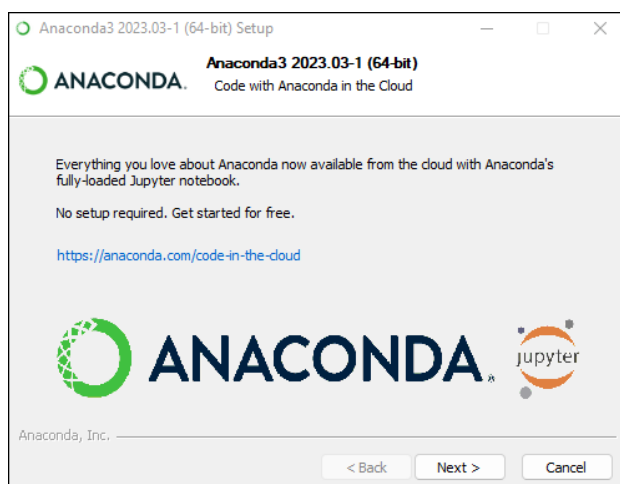 Anaconda3 2023.03-1 (64-bit) Setup
Anaconda3 2023.03-1 (64-bit)
ANACONDA.
Code with Anaconda in the Cloud
Everything you love about Anaconda now available from the cloud with Anaconda's
fully-loaded Jupyter notebook.
No setup required. Get started for free.
https://anaconda.com/code-in-the-cloud
ANACONDA®
jupyter
Anaconda, Inc.
< Back Next > Cancel